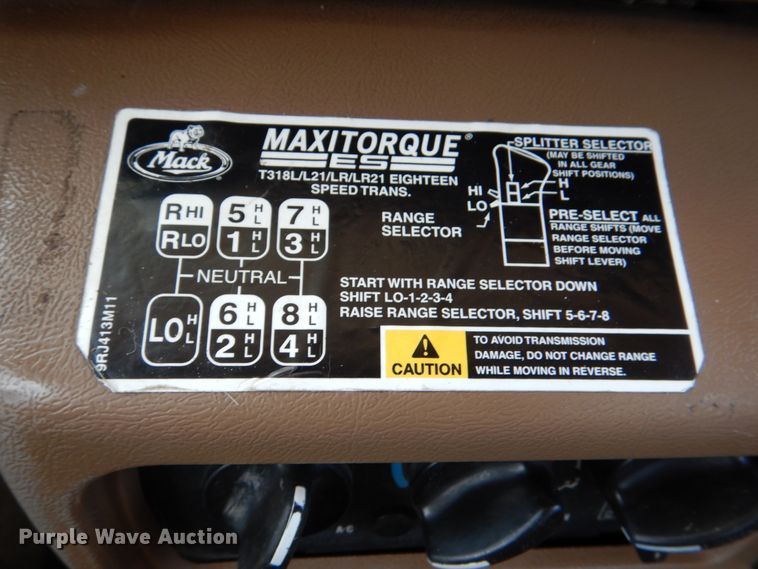 Mack
MAXITORQUE®
ES
T318L/L21/LR/LR21 EIGHTEEN
SPEED TRANS.
SPLITTER SELECTOR
(MAY BE SHIFTED
IN ALL GEAR
SHIFT POSITIONS)
HI
LO
H
L
RANGE
SELECTOR
PRE-SELECT ALL
RANGE SHIFTS (MOVE
RANGE SELECTOR
BEFORE MOVING
SHIFT LEVER)
R HI
R LO
5 H L
1 H L
7 H L
3 H L
NEUTRAL
LO H L
6 H L
2 H L
8 H L
4 H L
START WITH RANGE SELECTOR DOWN
SHIFT LO-1-2-3-4
RAISE RANGE SELECTOR, SHIFT 5-6-7-8
CAUTION
TO AVOID TRANSMISSION
DAMAGE, DO NOT CHANGE RANGE
WHILE MOVING IN REVERSE.
9RJ413M11
A/C
Purple Wave Auction